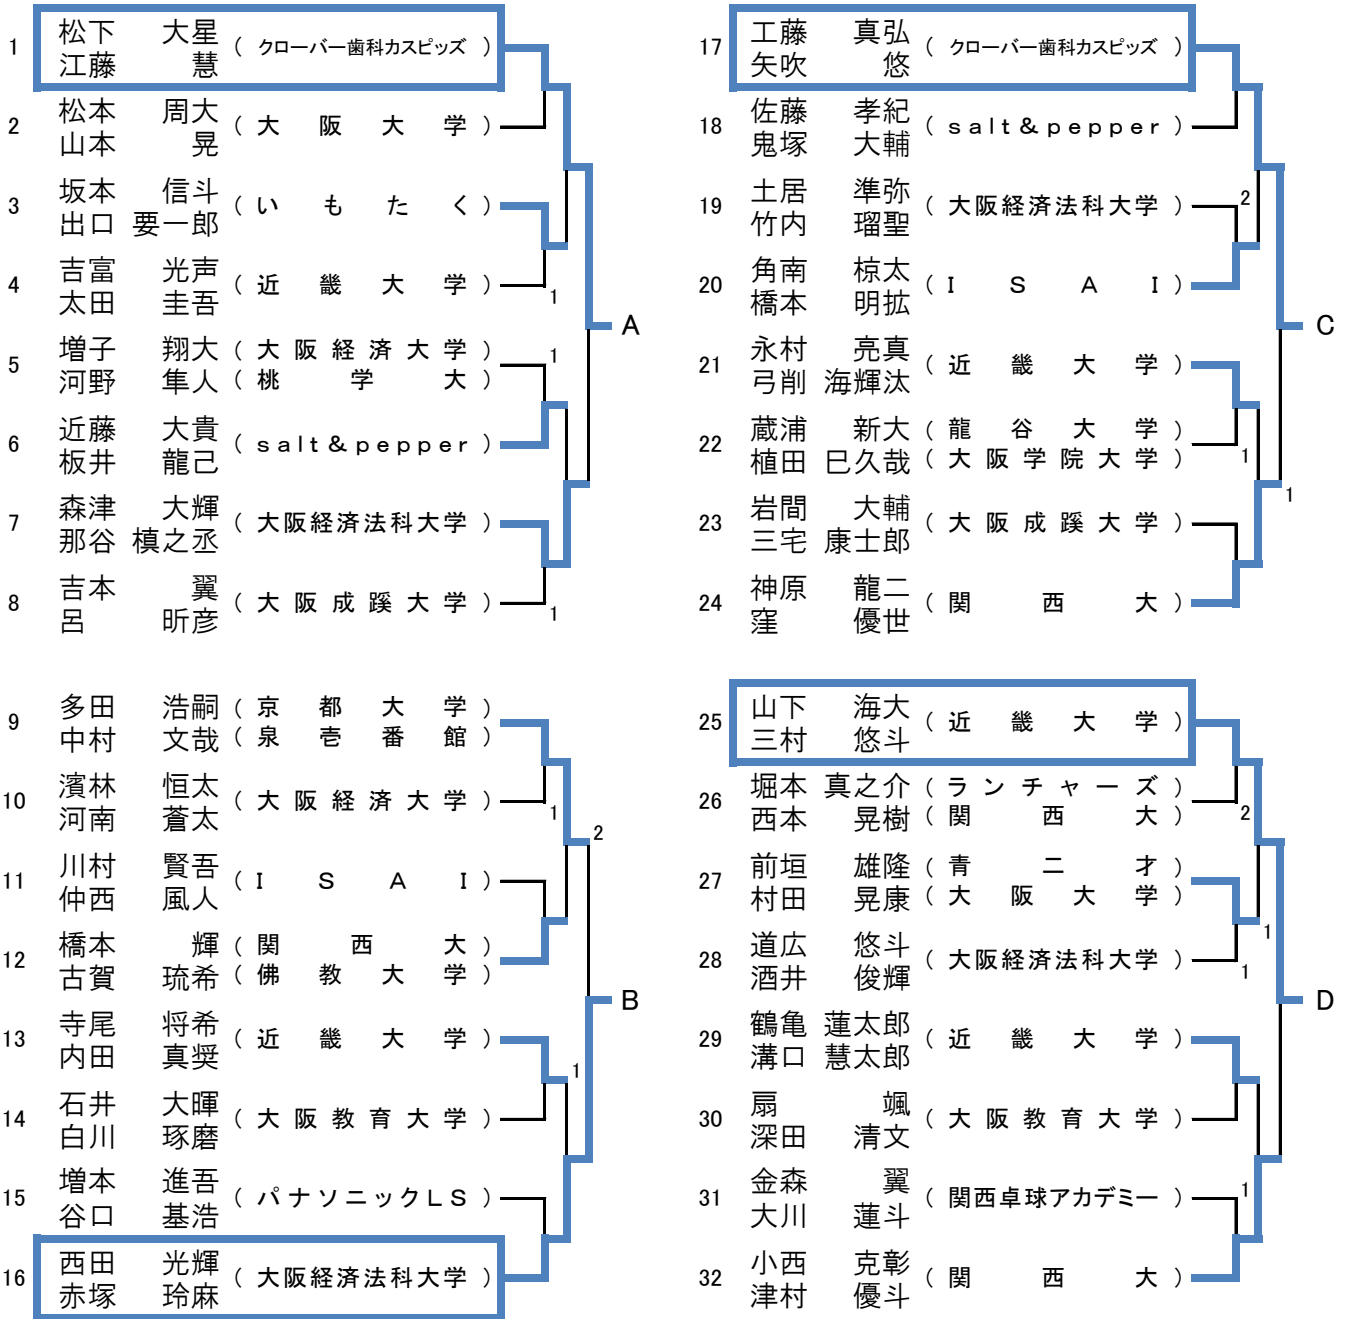 1 松下 大星 ( クローバー歯科カスピッズ )
江藤 慧
2 松本 周大 ( 大阪大学 )
山本 晃
3 坂本 信斗 ( いもたく )
出口 要一郎
4 吉富 光声 ( 近畿大学 )
太田 圭吾
1
A
5 増子 翔大 ( 大阪経済大学 )
1
河野 隼人 ( 桃学大 )
6 近藤 大貴 ( salt&pepper )
板井 龍己
7 森津 大輝 ( 大阪経済法科大学 )
那谷 槙之丞
8 吉本 翼 ( 大阪成蹊大学 )
呂 昕彦
1
9 多田 浩嗣 ( 京都大学 )
中村 文哉 ( 泉壱番館 )
10 濱林 恒太 ( 大阪経済大学 )
河南 蒼太
1
2
11 川村 賢吾 ( ISAI )
仲西 風人
12 橋本 輝 ( 関西大 )
古賀 琉希 ( 佛教大学 )
B
13 寺尾 将希 ( 近畿大学 )
内田 真奨
1
14 石井 大暉 ( 大阪教育大学 )
白川 琢磨
15 増本 進吾 ( パナソニックLS )
谷口 基浩
16 西田 光輝 ( 大阪経済法科大学 )
赤塚 玲麻
17 工藤 真弘 ( クローバー歯科カスピッズ )
矢吹 悠
18 佐藤 孝紀 ( salt&pepper )
鬼塚 大輔
19 土居 準弥 ( 大阪経済法科大学 )
竹内 瑠聖
2
20 角南 椋太 ( ISAI )
橋本 明拡
C
21 永村 亮真 ( 近畿大学 )
弓削 海輝汰
22 蔵浦 新大 ( 龍谷大学 )
植田 巳久哉 ( 大阪学院大学 )
1
1
23 岩間 大輔 ( 大阪成蹊大学 )
三宅 康士郎
24 神原 龍二 ( 関西大 )
窪 優世
25 山下 海大 ( 近畿大学 )
三村 悠斗
26 堀本 真之介 ( ランチャーズ )
西本 晃樹 ( 関西大 )
2
27 前垣 雄隆 ( 青二才 )
村田 晃康 ( 大阪大学 )
1
28 道広 悠斗 ( 大阪経済法科大学 )
酒井 俊輝
1
D
29 鶴亀 蓮太郎 ( 近畿大学 )
溝口 慧太郎
30 扇 颯 ( 大阪教育大学 )
深田 清文
31 金森 翼 ( 関西卓球アカデミー )
大川 蓮斗
1
32 小西 克彰 ( 関西大 )
津村 優斗